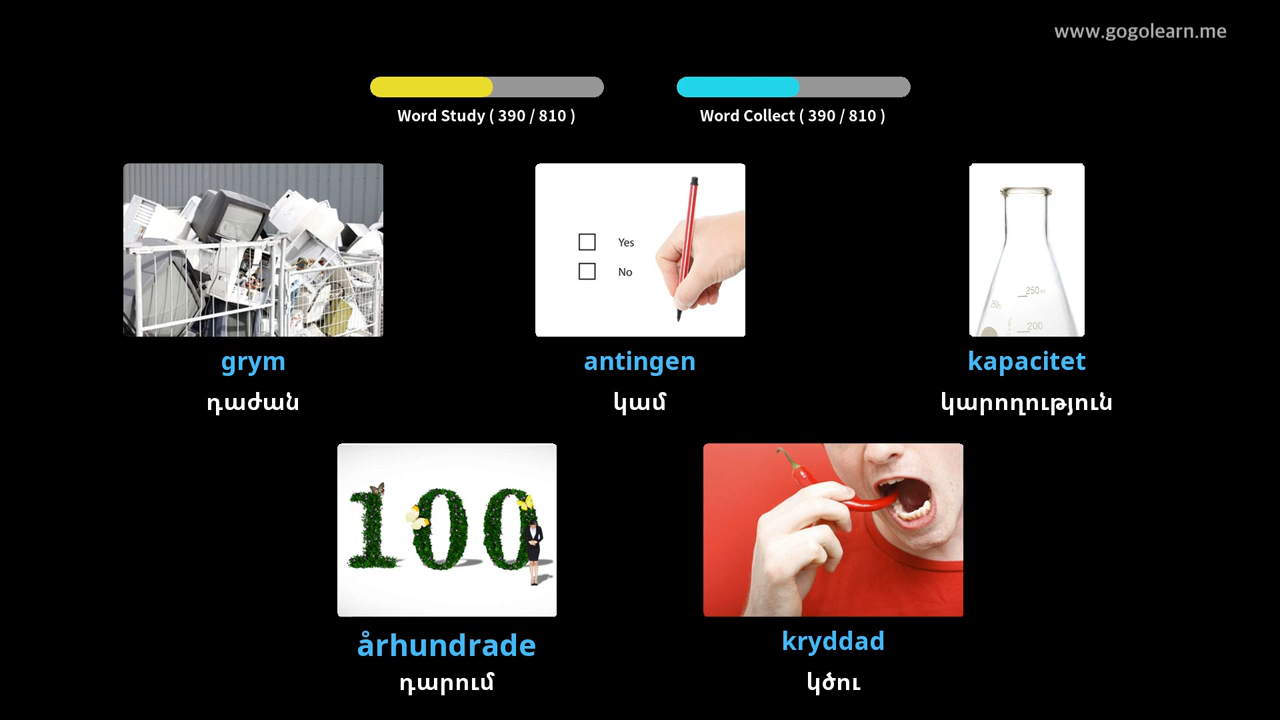 www.gogolearn.me
Word Study ( 390 / 810 )
Word Collect ( 390 / 810 )
Yes
No
250
200
grym
antingen
kapacitet
դաժան
կամ
կարողություն
100
århundrade
kryddad
դարում
կծու